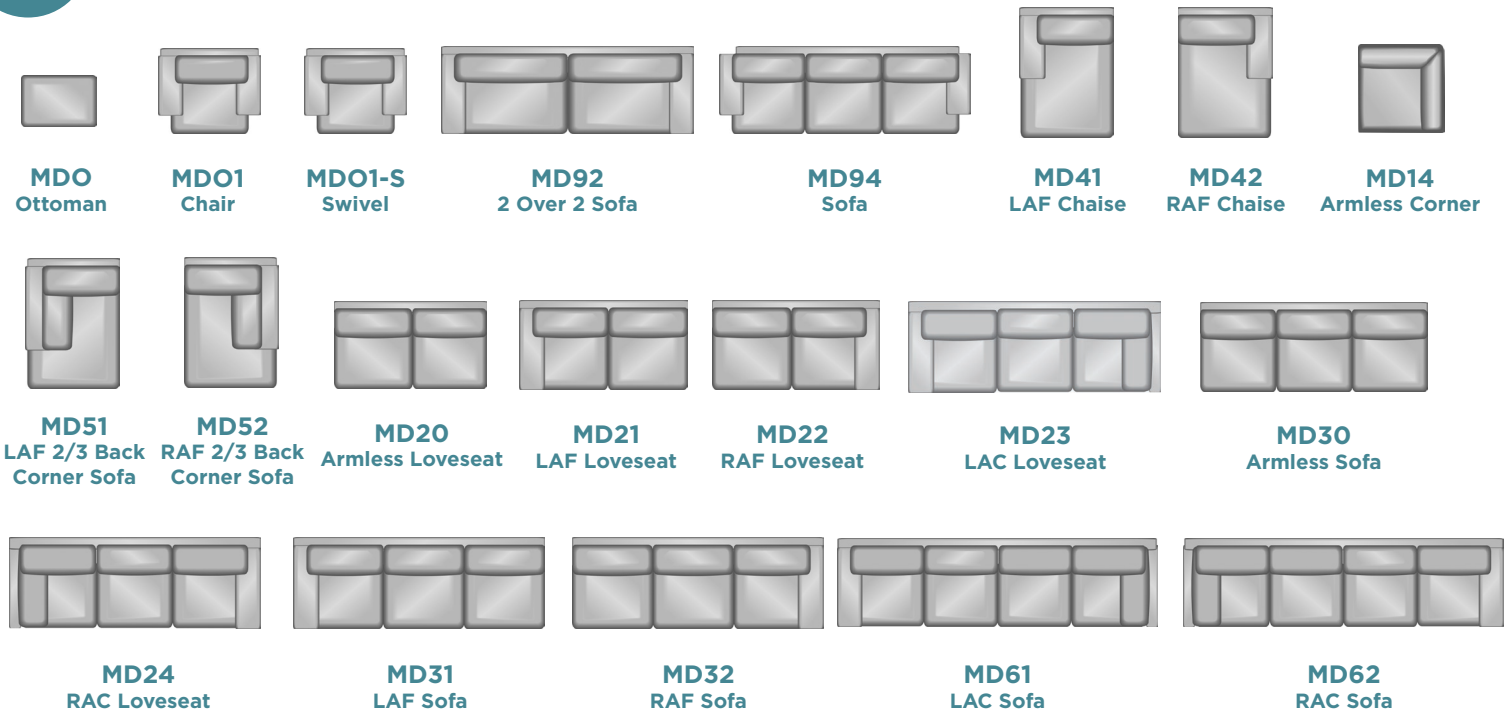 MDO
Ottoman
MDO1
Chair
MDO1-S
Swivel
MD92
2 Over 2 Sofa
MD94
Sofa
MD41
LAF Chaise
MD42
RAF Chaise
MD14
Armless Corner
MD51
LAF 2/3 Back
Corner Sofa
MD52
RAF 2/3 Back
Corner Sofa
MD20
Armless Loveseat
MD21
LAF Loveseat
MD22
RAF Loveseat
MD23
LAC Loveseat
MD30
Armless Sofa
MD24
RAC Loveseat
MD31
LAF Sofa
MD32
RAF Sofa
MD61
LAC Sofa
MD62
RAC Sofa